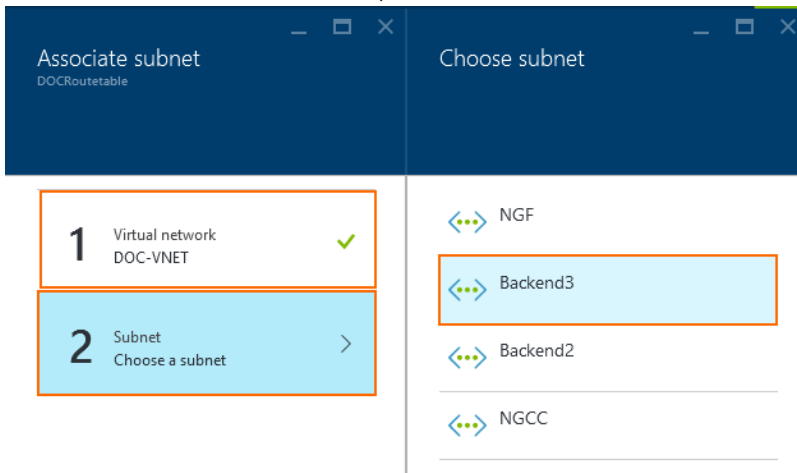 Associate subnet
DOCRoutetable
1
Virtual network
DOC-VNET
2
Subnet
Choose a subnet
Choose subnet
NGF
Backend3
Backend2
NGCC